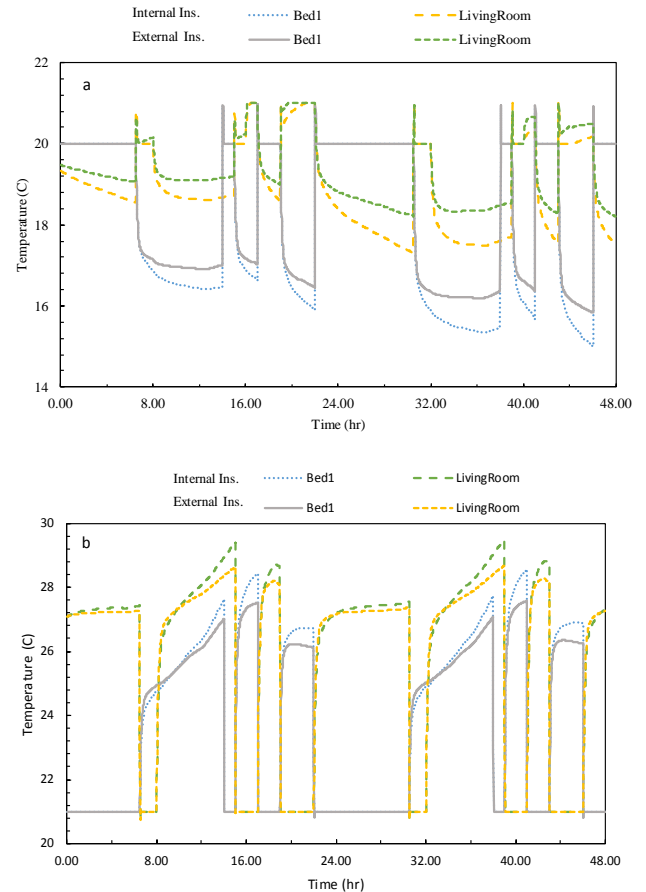 Internal Ins. Bed1 LivingRoom
External Ins. Bed1 LivingRoom
22
a
20
18
16
14
Temperature (C)
0.00 8.00 16.00 24.00 32.00 40.00 48.00
Time (hr)
Internal Ins. Bed1 LivingRoom
External Ins. Bed1 LivingRoom
30
b
28
26
24
22
20
Temperature (C)
0.00 8.00 16.00 24.00 32.00 40.00 48.00
Time (hr)